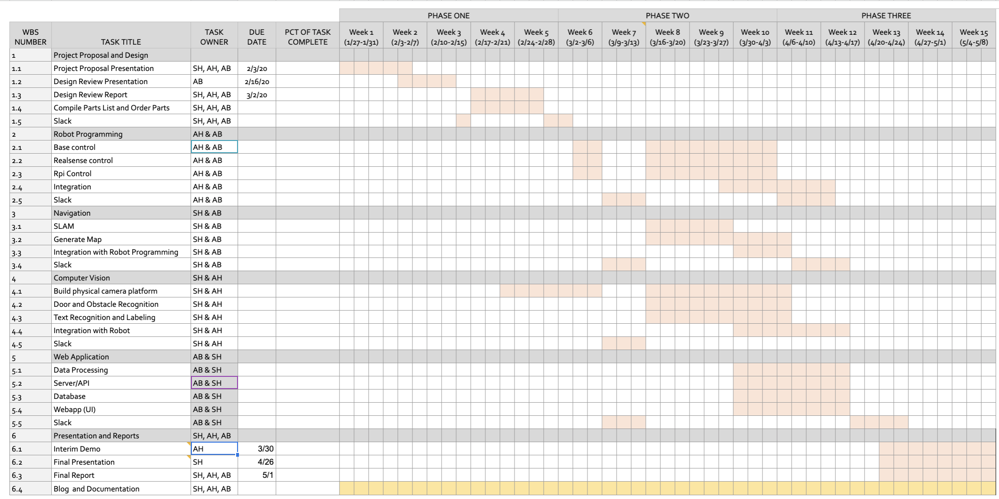 PHASE ONE PHASE TWO PHASE THREE
WBS NUMBER TASK TITLE TASK OWNER DUE DATE PCT OF TASK COMPLETE Week 1 (1/27-1/31) Week 2 (2/3-2/7) Week 3 (2/10-2/15) Week 4 (2/17-2/21) Week 5 (2/24-2/28) Week 6 (3/2-3/6) Week 7 (3/9-3/13) Week 8 (3/16-3/20) Week 9 (3/23-3/27) Week 10 (3/30-4/3) Week 11 (4/6-4/10) Week 12 (4/13-4/17) Week 13 (4/20-4/24) Week 14 (4/27-5/1) Week 15 (5/4-5/8)
1 Project Proposal and Design
1.1 Project Proposal Presentation SH, AH, AB 2/3/20
1.2 Design Review Presentation AB 2/16/20
1.3 Design Review Report SH, AH, AB 3/2/20
1.4 Compile Parts List and Order Parts SH, AH, AB
1.5 Slack SH, AH, AB
2 Robot Programming AH & AB
2.1 Base control AH & AB
2.2 Realsense control AH & AB
2.3 Rpi Control AH & AB
2.4 Integration AH & AB
2.5 Slack AH & AB
3 Navigation SH & AB
3.1 SLAM SH & AB
3.2 Generate Map SH & AB
3.3 Integration with Robot Programming SH & AB
3.4 Slack SH & AB
4 Computer Vision SH & AH
4.1 Build physical camera platform SH & AH
4.2 Door and Obstacle Recognition SH & AH
4.3 Text Recognition and Labeling SH & AH
4.4 Integration with Robot SH & AH
4.5 Slack SH & AH
5 Web Application AB & SH
5.1 Data Processing AB & SH
5.2 Server/API AB & SH
5.3 Database AB & SH
5.4 Webapp (UI) AB & SH
5.5 Slack AB & SH
6 Presentation and Reports SH, AH, AB
6.1 Interim Demo AH 3/30
6.2 Final Presentation SH 4/26
6.3 Final Report SH, AH, AB 5/1
6.4 Blog and Documentation SH, AH, AB